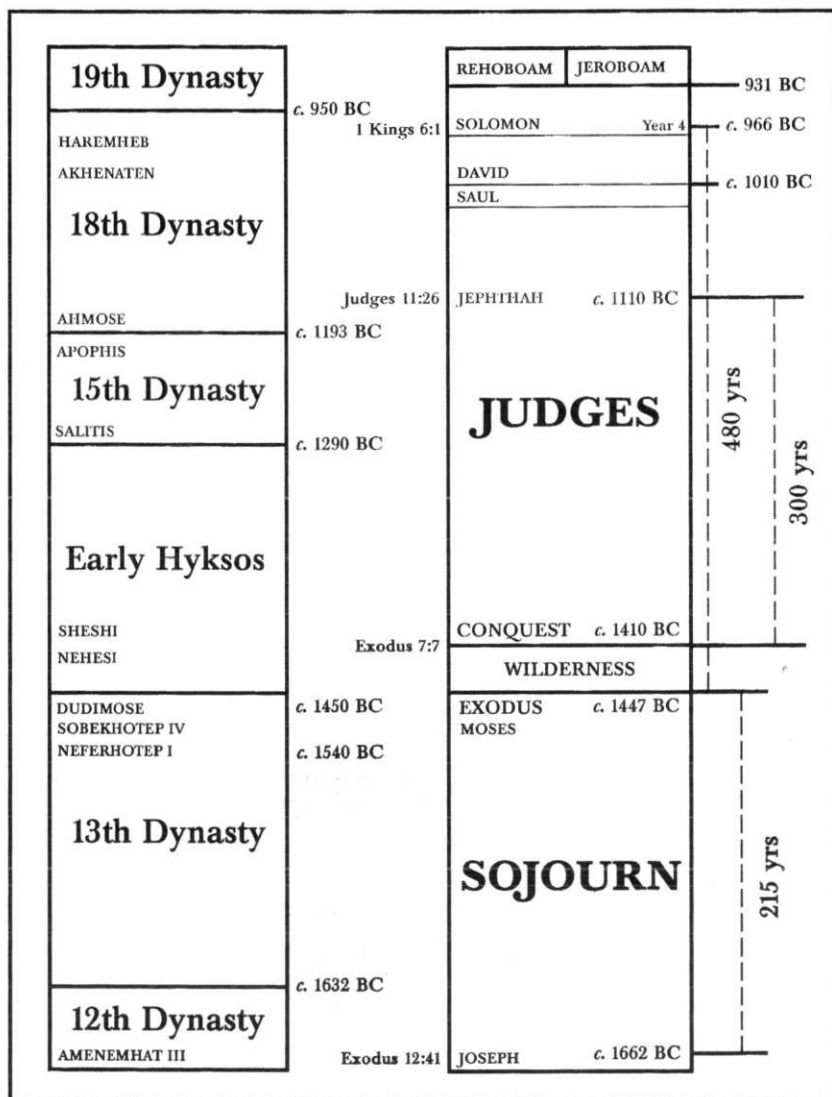 19th Dynasty
c. 950 BC
HAREMHEB
AKHENATEN
18th Dynasty
AHMOSE
c. 1193 BC
APOPHIS
15th Dynasty
SALITIS
c. 1290 BC
Early Hyksos
SHESHI
NEHESI
DUDIMOSE
c. 1450 BC
SOBEKHOTEP IV
NEFERHOTEP I
c. 1540 BC
13th Dynasty
c. 1632 BC
12th Dynasty
AMENEMHAT III
REHOBOAM
JEROBOAM
931 BC
1 Kings 6:1
SOLOMON
Year 4
c. 966 BC
DAVID
c. 1010 BC
SAUL
Judges 11:26
JEPHTHAH
c. 1110 BC
JUDGES
CONQUEST
c. 1410 BC
Exodus 7:7
WILDERNESS
EXODUS
c. 1447 BC
MOSES
SOJOURN
Exodus 12:41
JOSEPH
c. 1662 BC
480 yrs
300 yrs
215 yrs